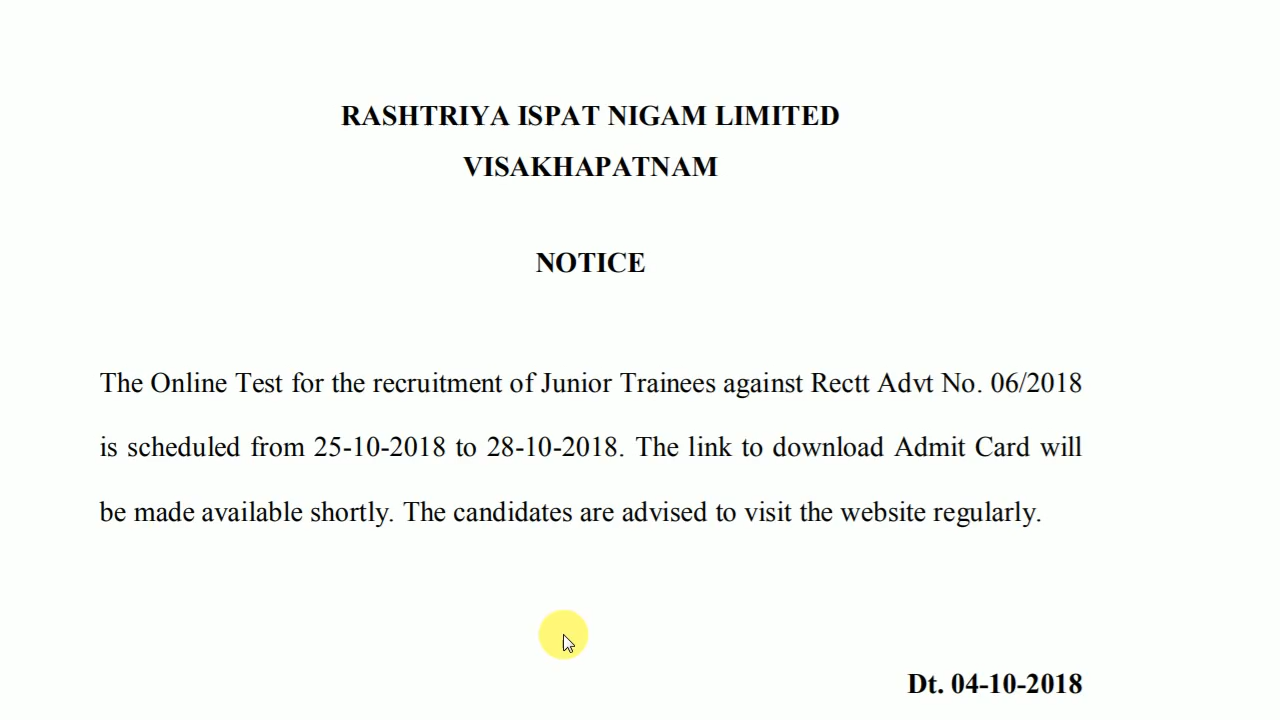 RASHTRIYA ISPAT NIGAM LIMITED
VISAKHAPATNAM
NOTICE
The Online Test for the recruitment of Junior Trainees against Rectt Advt No. 06/2018
is scheduled from 25-10-2018 to 28-10-2018. The link to download Admit Card will
be made available shortly. The candidates are advised to visit the website regularly.
Dt. 04-10-2018